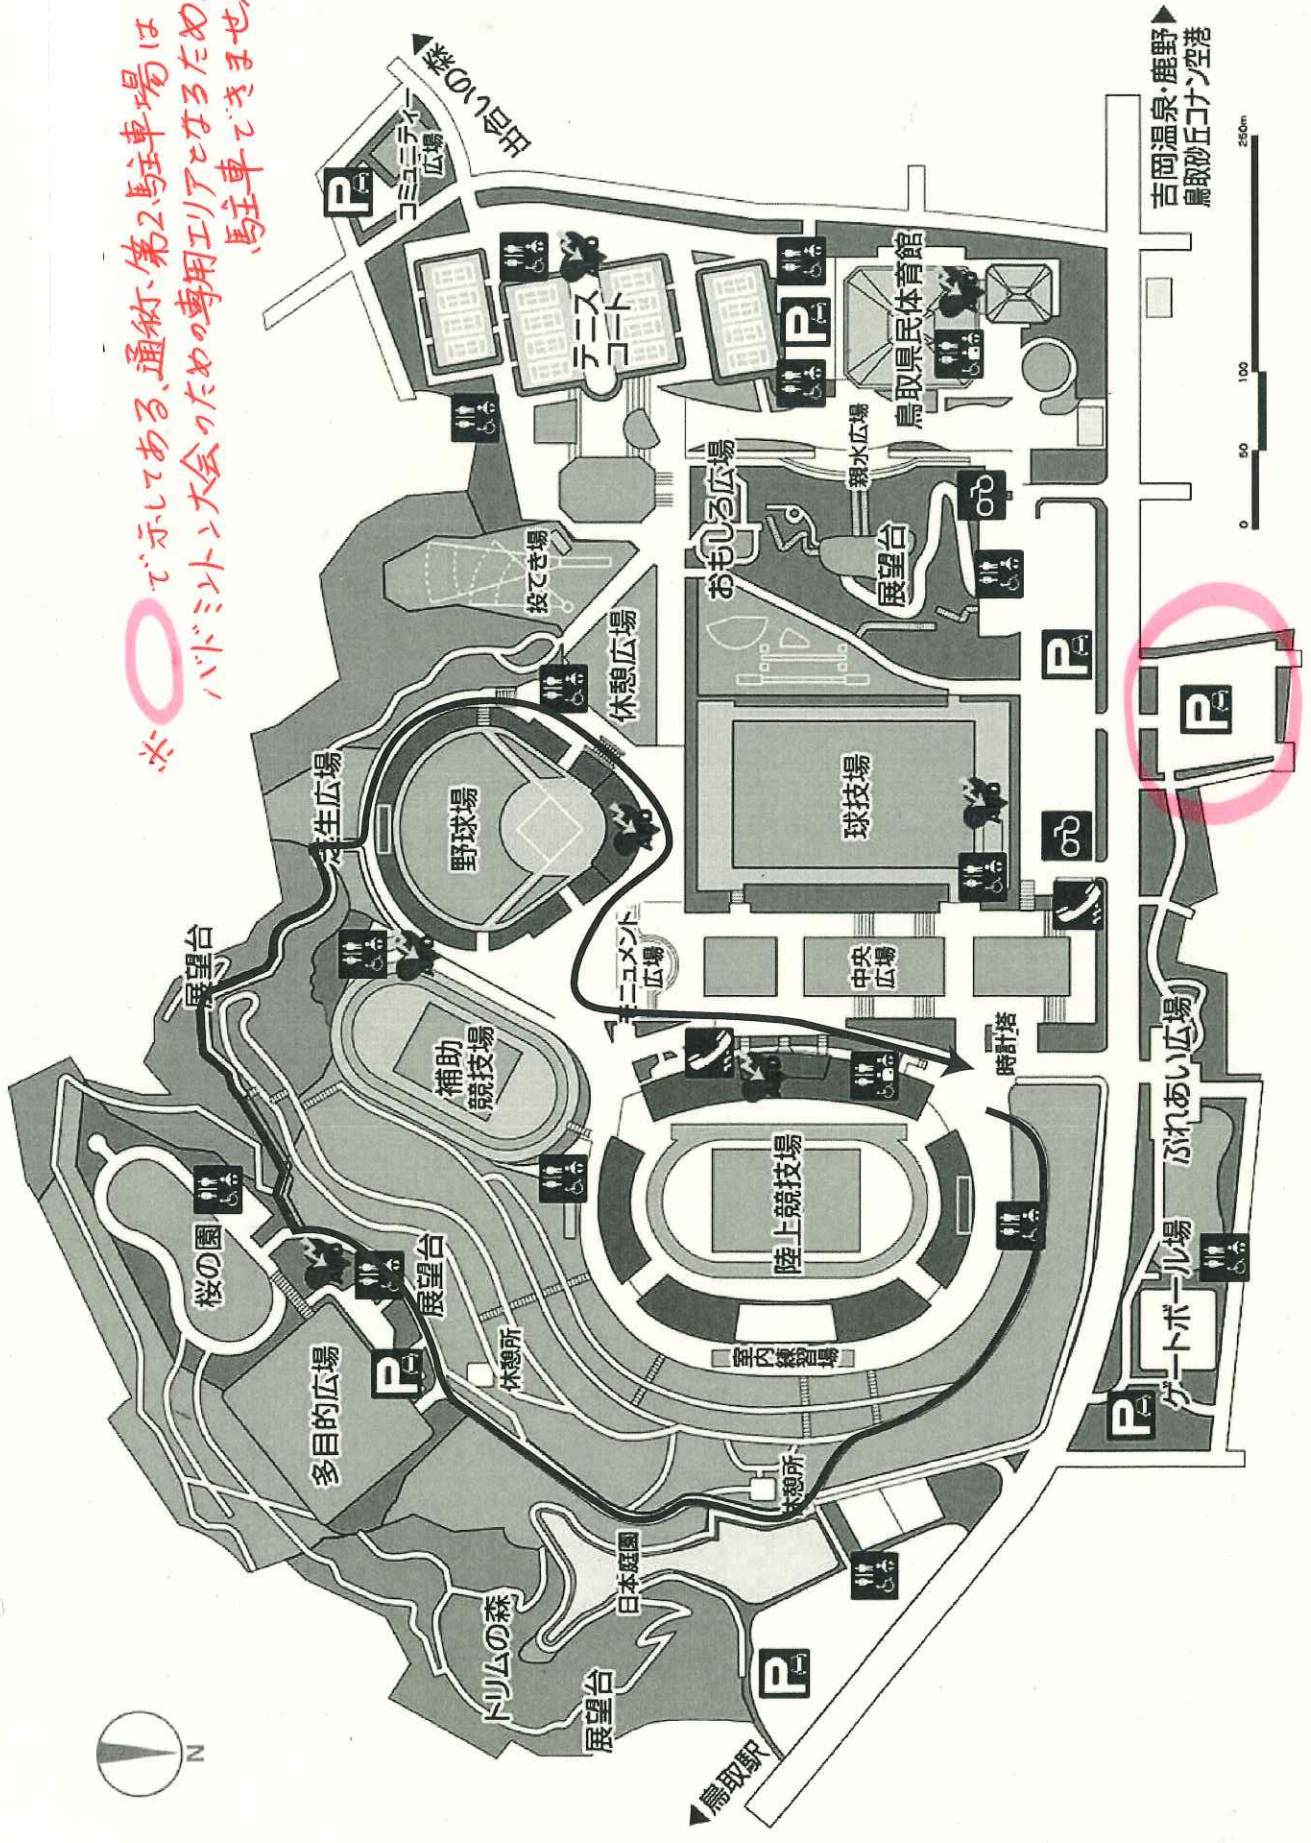 ※◯で示してある、通称、第2駐車場は
バドミントン大会のための専用エリアとなるため
駐車できませ
出合いの森
コミュニティー
広場
P
吉岡温泉・鹿野
鳥取砂丘コナン空港
0 50 100 250m
テニス
コート
P
鳥取県民体育館
親水広場
おもしろ広場
展望台
投てき場
休憩広場
P
P
芝生広場
野球場
球技場
展望台
モニュメント
広場
中央
広場
時計塔
補助
競技場
ふれあい広場
陸上競技場
桜の園
展望台
ゲートボール場
室内練習場
休憩所
P
P
多目的広場
休憩所
日本庭園
ドリムの森
展望台
P
鳥取駅
N